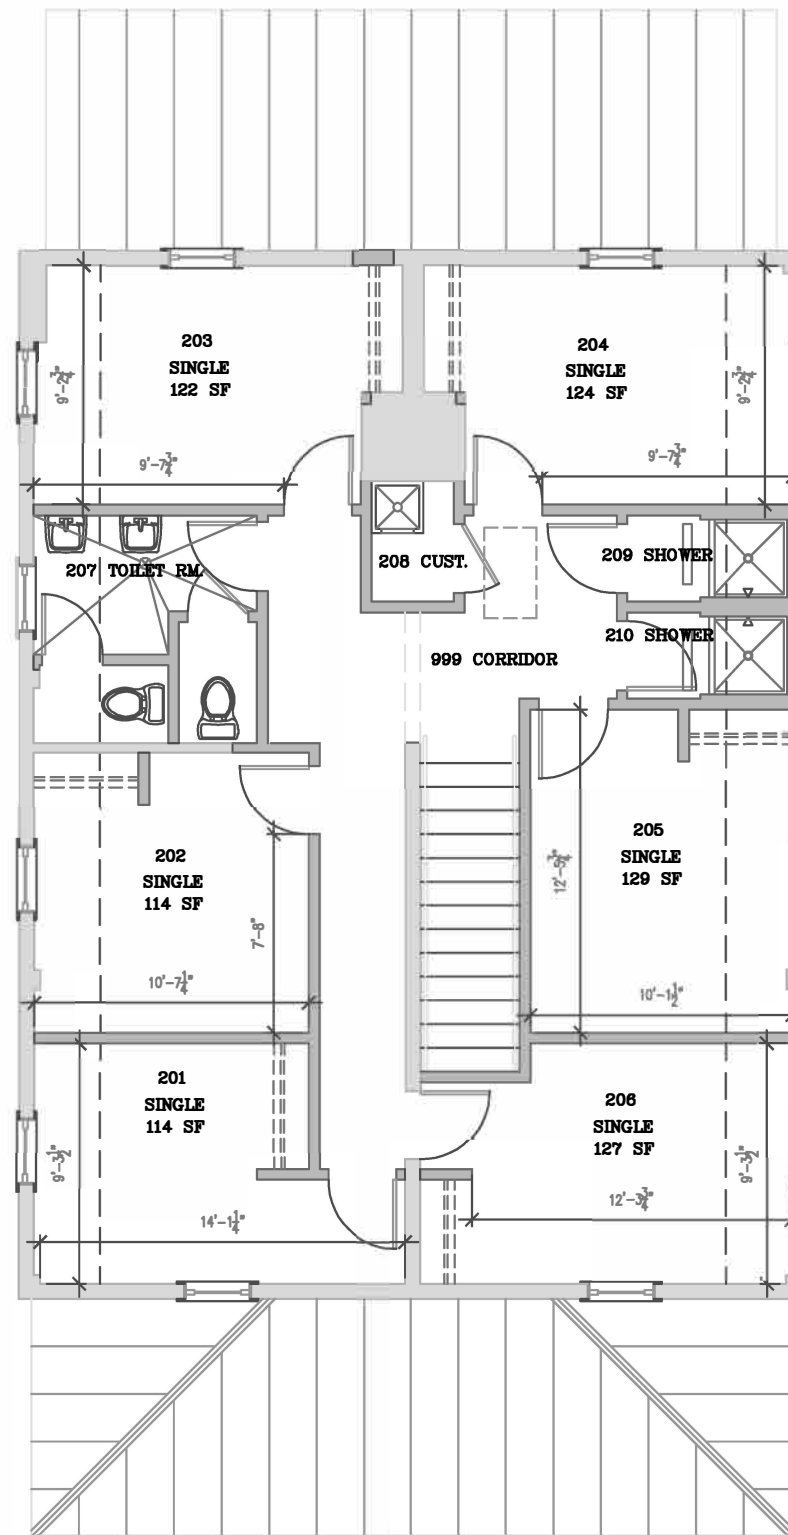 203
SINGLE
122 SF
9'-2¾"
9'-7¾"
204
SINGLE
124 SF
9'-2¾"
9'-7¾"
207 TOILET RM.
208 CUST.
209 SHOWER
210 SHOWER
999 CORRIDOR
202
SINGLE
114 SF
7'-8"
10'-7¼"
205
SINGLE
129 SF
12'-5¾"
10'-1½"
201
SINGLE
114 SF
9'-3½"
14'-1¼"
206
SINGLE
127 SF
9'-3½"
12'-3¾"